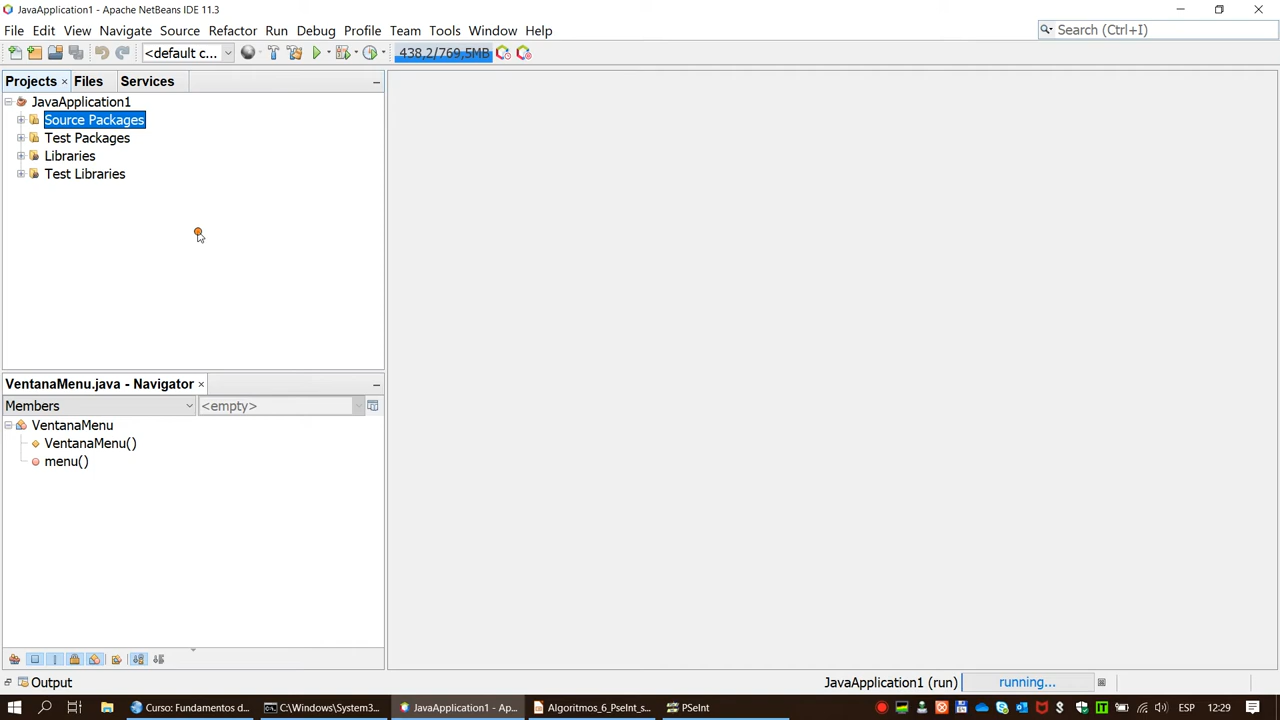 JavaApplication1 - Apache NetBeans IDE 11.3
File Edit View Navigate Source Refactor Run Debug Profile Team Tools Window Help
Search (Ctrl+I)
<default c...
438,2/769,5MB
Projects Files Services
JavaApplication1
Source Packages
Test Packages
Libraries
Test Libraries
VentanaMenu.java - Navigator
Members <empty>
VentanaMenu
VentanaMenu()
menu()
Output
JavaApplication1 (run) running...
Curso: Fundamentos d... C:\Windows\System3... JavaApplication1 - Ap... Algoritmos_6_PseInt_s... PSeInt ESP 12:29